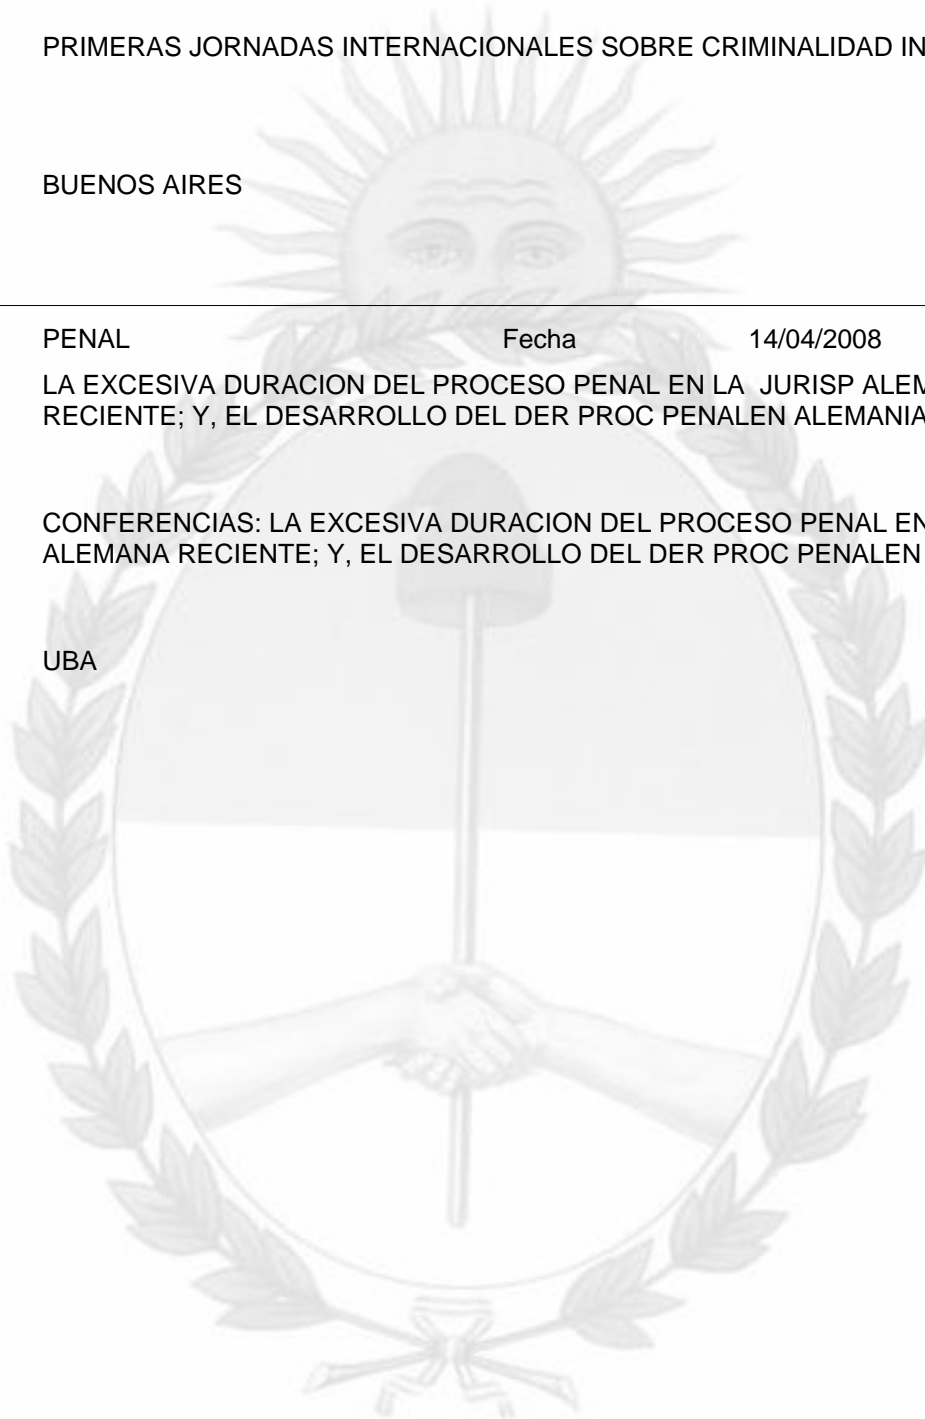 PRIMERAS JORNADAS INTERNACIONALES SOBRE CRIMINALIDAD IN
BUENOS AIRES
PENAL Fecha 14/04/2008
LA EXCESIVA DURACION DEL PROCESO PENAL EN LA JURISP ALEM
RECIENTE; Y, EL DESARROLLO DEL DER PROC PENALEN ALEMANIA
CONFERENCIAS: LA EXCESIVA DURACION DEL PROCESO PENAL EN
ALEMANA RECIENTE; Y, EL DESARROLLO DEL DER PROC PENALEN
UBA